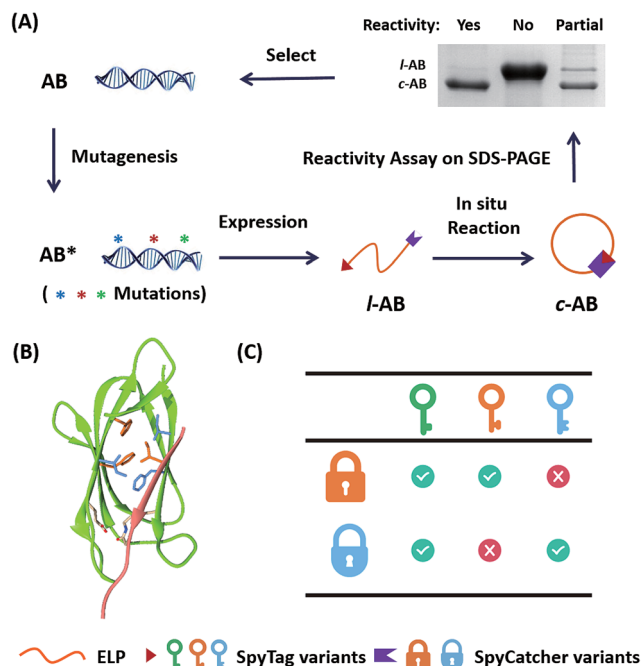 (A)
Reactivity: Yes No Partial
l-AB
c-AB
Select
AB
Mutagenesis
Reactivity Assay on SDS-PAGE
Expression
In situ
Reaction
AB*
( * * * Mutations)
l-AB
c-AB
(B)
(C)
ELP
SpyTag variants
SpyCatcher variants